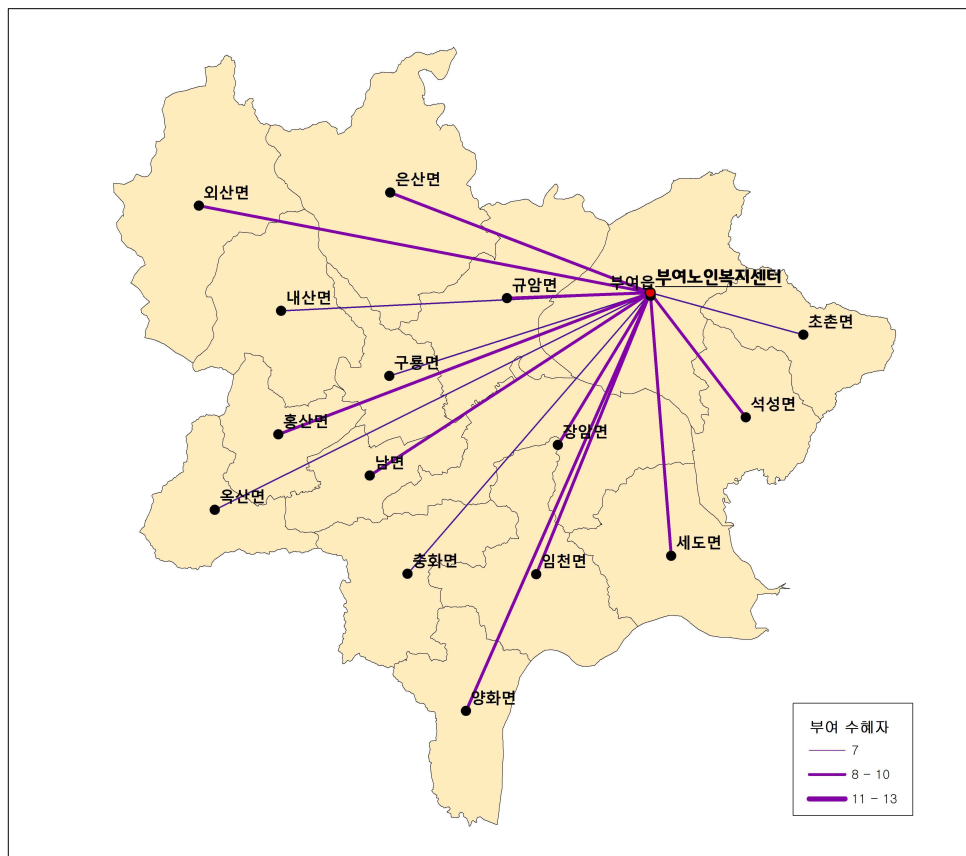 은산면
외산면
부여읍
부여노인복지센터
규암면
내산면
초촌면
구룡면
석성면
홍산면
장암면
남면
옥산면
세도면
충화면
임천면
양화면
부여 수혜자
7
8 - 10
11 - 13